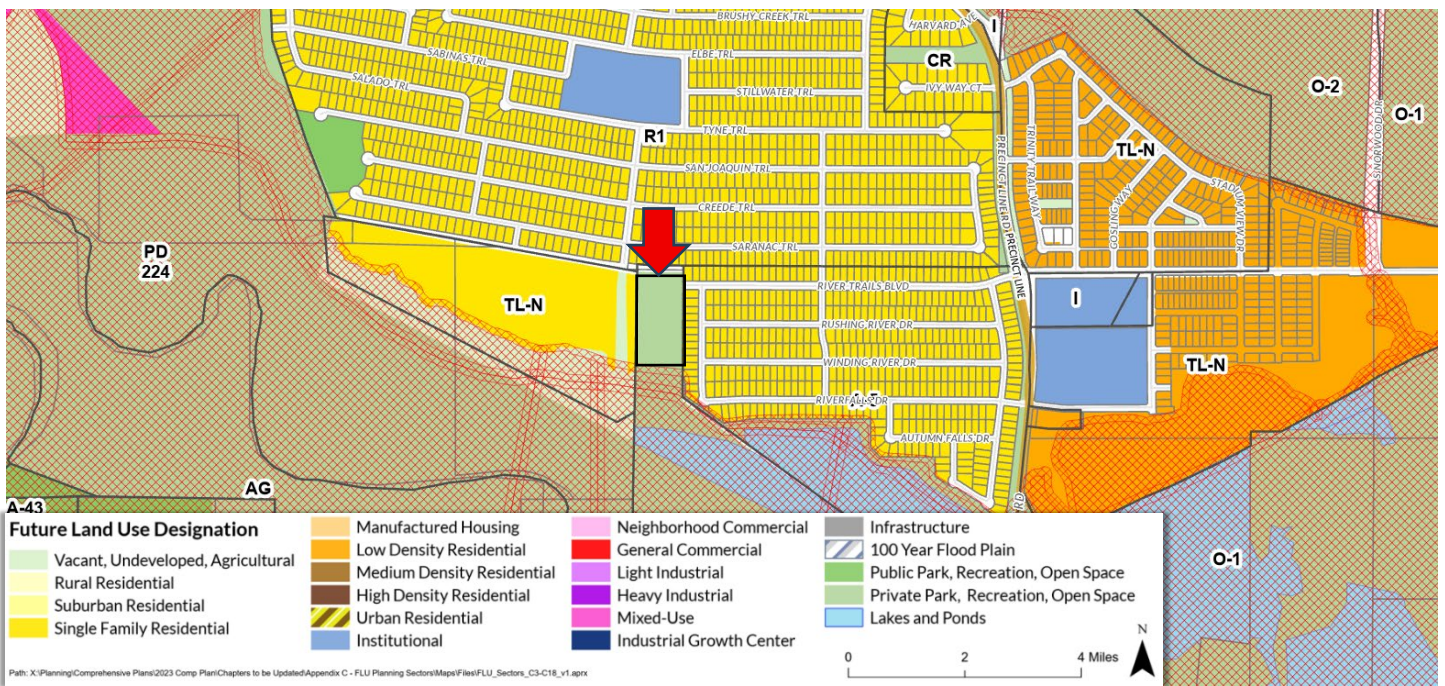 BRUSHY CREEK TRL
HARVARD AVE
I
ELBE TRL
CR
SABINAS TRL
O-2
SALADO TRL
STILLWATER TRL
IVY WAY CT
O-1
S NORWOOD DR
TYNE TRL
R1
TRINITY TRAIL WAY
TL-N
PRECINCT LINE RD
SAN JOAQUIN TRL
GOSLING WAY
STADIUM VIEW DR
CREEDE TRL
PD
224
SARANAC TRL
PRECINCT LINE
RIVER TRAILS BLVD
TL-N
I
RUSHING RIVER DR
WINDING RIVER DR
TL-N
RIVERFALLS DR
AUTUMN FALLS DR
AG
A-43
RD
O-1
Future Land Use Designation
Vacant, Undeveloped, Agricultural
Rural Residential
Suburban Residential
Single Family Residential
Manufactured Housing
Low Density Residential
Medium Density Residential
High Density Residential
Urban Residential
Institutional
Neighborhood Commercial
General Commercial
Light Industrial
Heavy Industrial
Mixed-Use
Industrial Growth Center
Infrastructure
100 Year Flood Plain
Public Park, Recreation, Open Space
Private Park, Recreation, Open Space
Lakes and Ponds
N
0 2 4 Miles
Path: X:\Planning\Comprehensive Plans\2023 Comp Plan\Chapters to be Updated\Appendix C - FLU Planning Sectors\Maps\Files\FLU_Sectors_C3-C18_v1.aprx